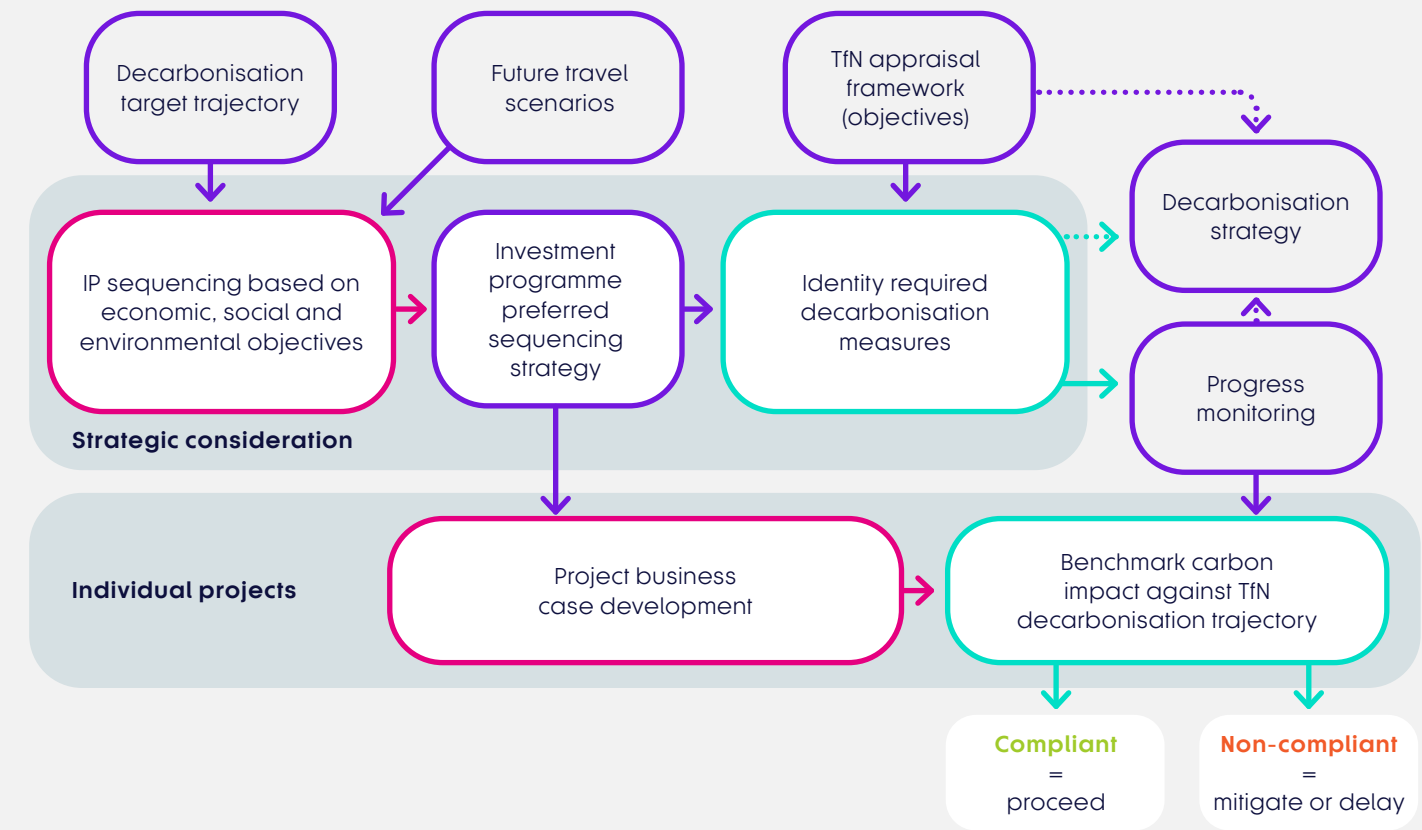 Decarbonisation
target trajectory
Future travel
scenarios
TfN appraisal
framework
(objectives)
Decarbonisation
strategy
IP sequencing based on
economic, social and
environmental objectives
Investment
programme
preferred
sequencing
strategy
Identity required
decarbonisation
measures
Progress
monitoring
Strategic consideration
Individual projects
Project business
case development
Benchmark carbon
impact against TfN
decarbonisation trajectory
Compliant
=
proceed
Non-compliant
=
mitigate or delay